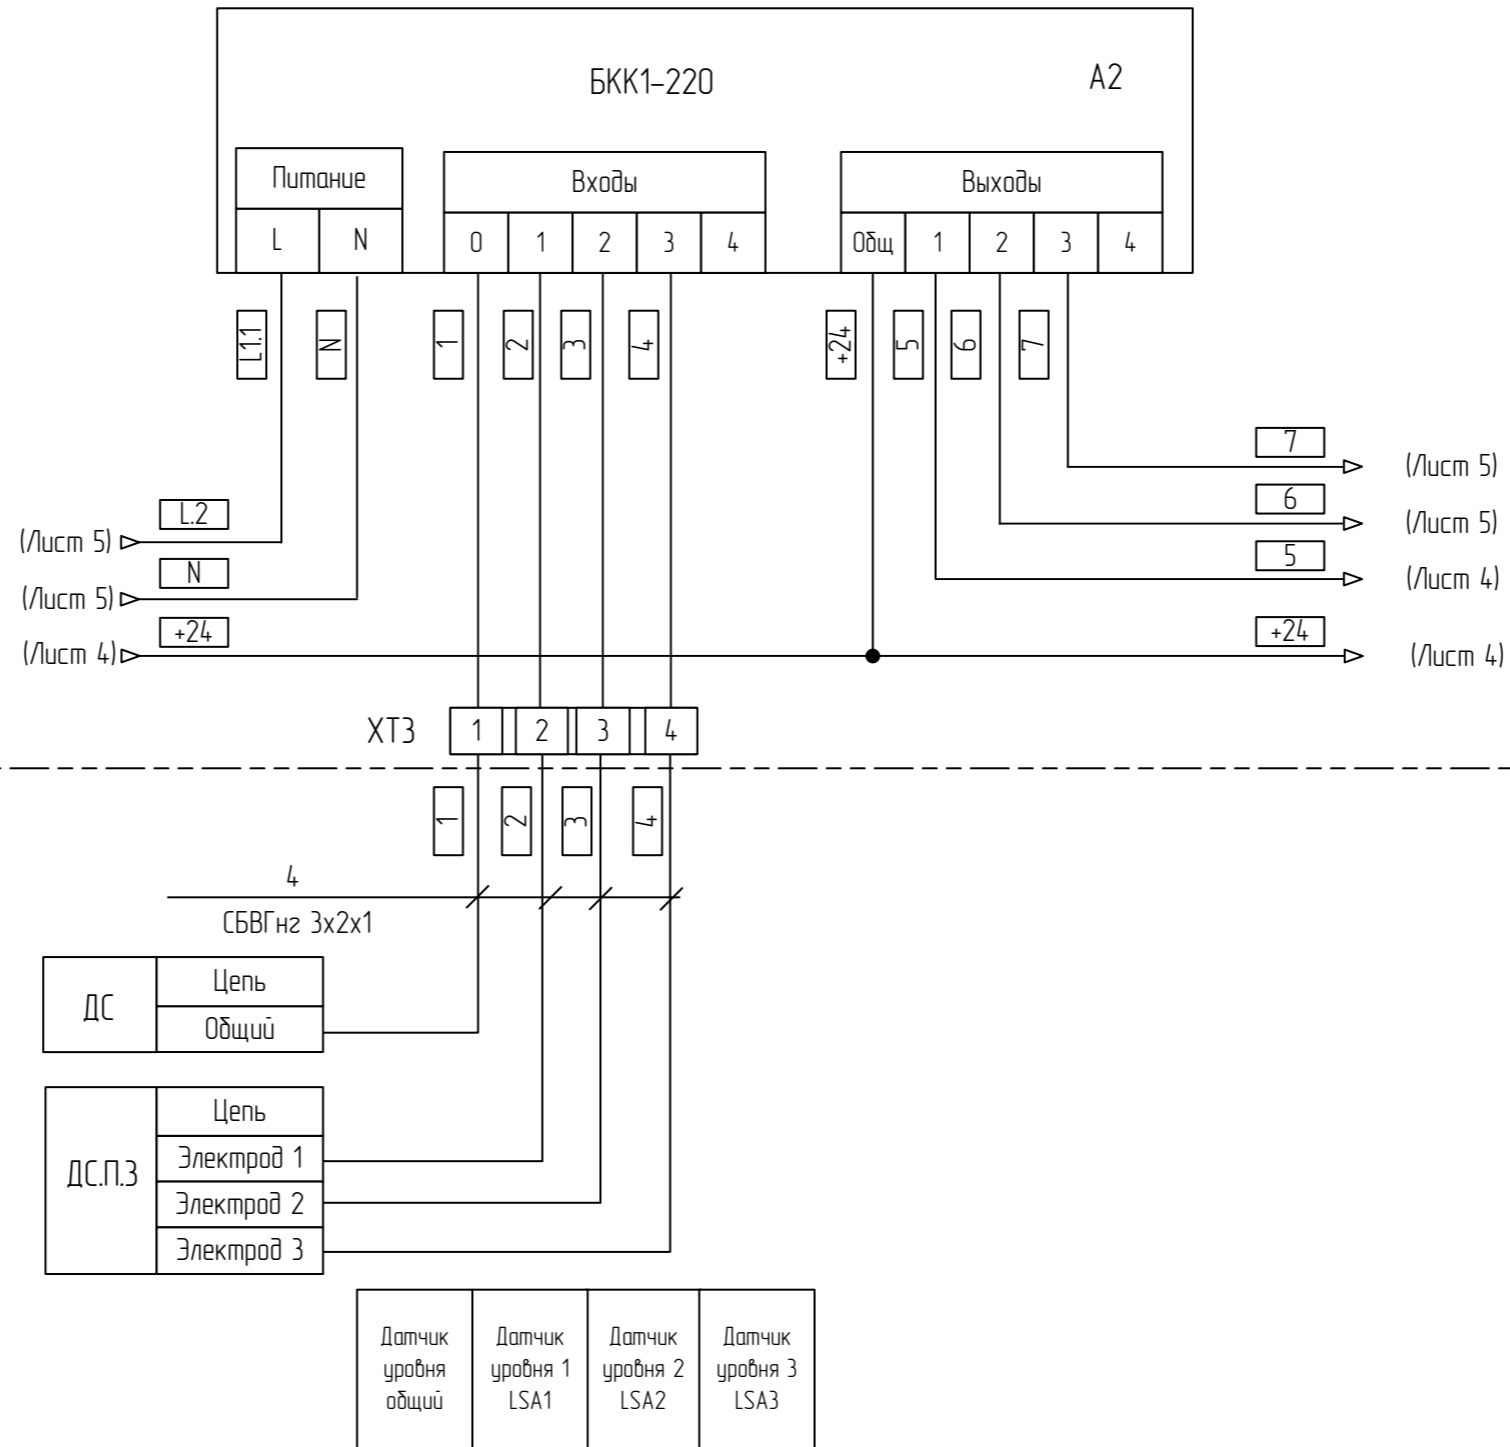 БКК1-220
А2
Питание
Входы
Выходы
L
N
0
1
2
3
4
Общ
1
2
3
4
L1.1
N
1
2
3
4
+24
5
6
7
7
(Лист 5)
6
(Лист 5)
L.2
(Лист 5)
5
(Лист 4)
N
(Лист 5)
+24
(Лист 4)
+24
(Лист 4)
ХТ3
1
2
3
4
1
2
3
4
4
СБВГнг 3х2х1
ДС
Цепь
Общий
ДС.П.3
Цепь
Электрод 1
Электрод 2
Электрод 3
Датчик
уровня
общий
Датчик
уровня 1
LSA1
Датчик
уровня 2
LSA2
Датчик
уровня 3
LSA3